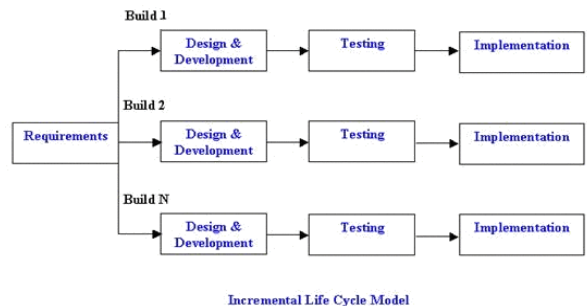 Build 1
Design &
Development
Testing
Implementation
Build 2
Requirements
Design &
Development
Testing
Implementation
Build N
Design &
Development
Testing
Implementation
Incremental Life Cycle Model